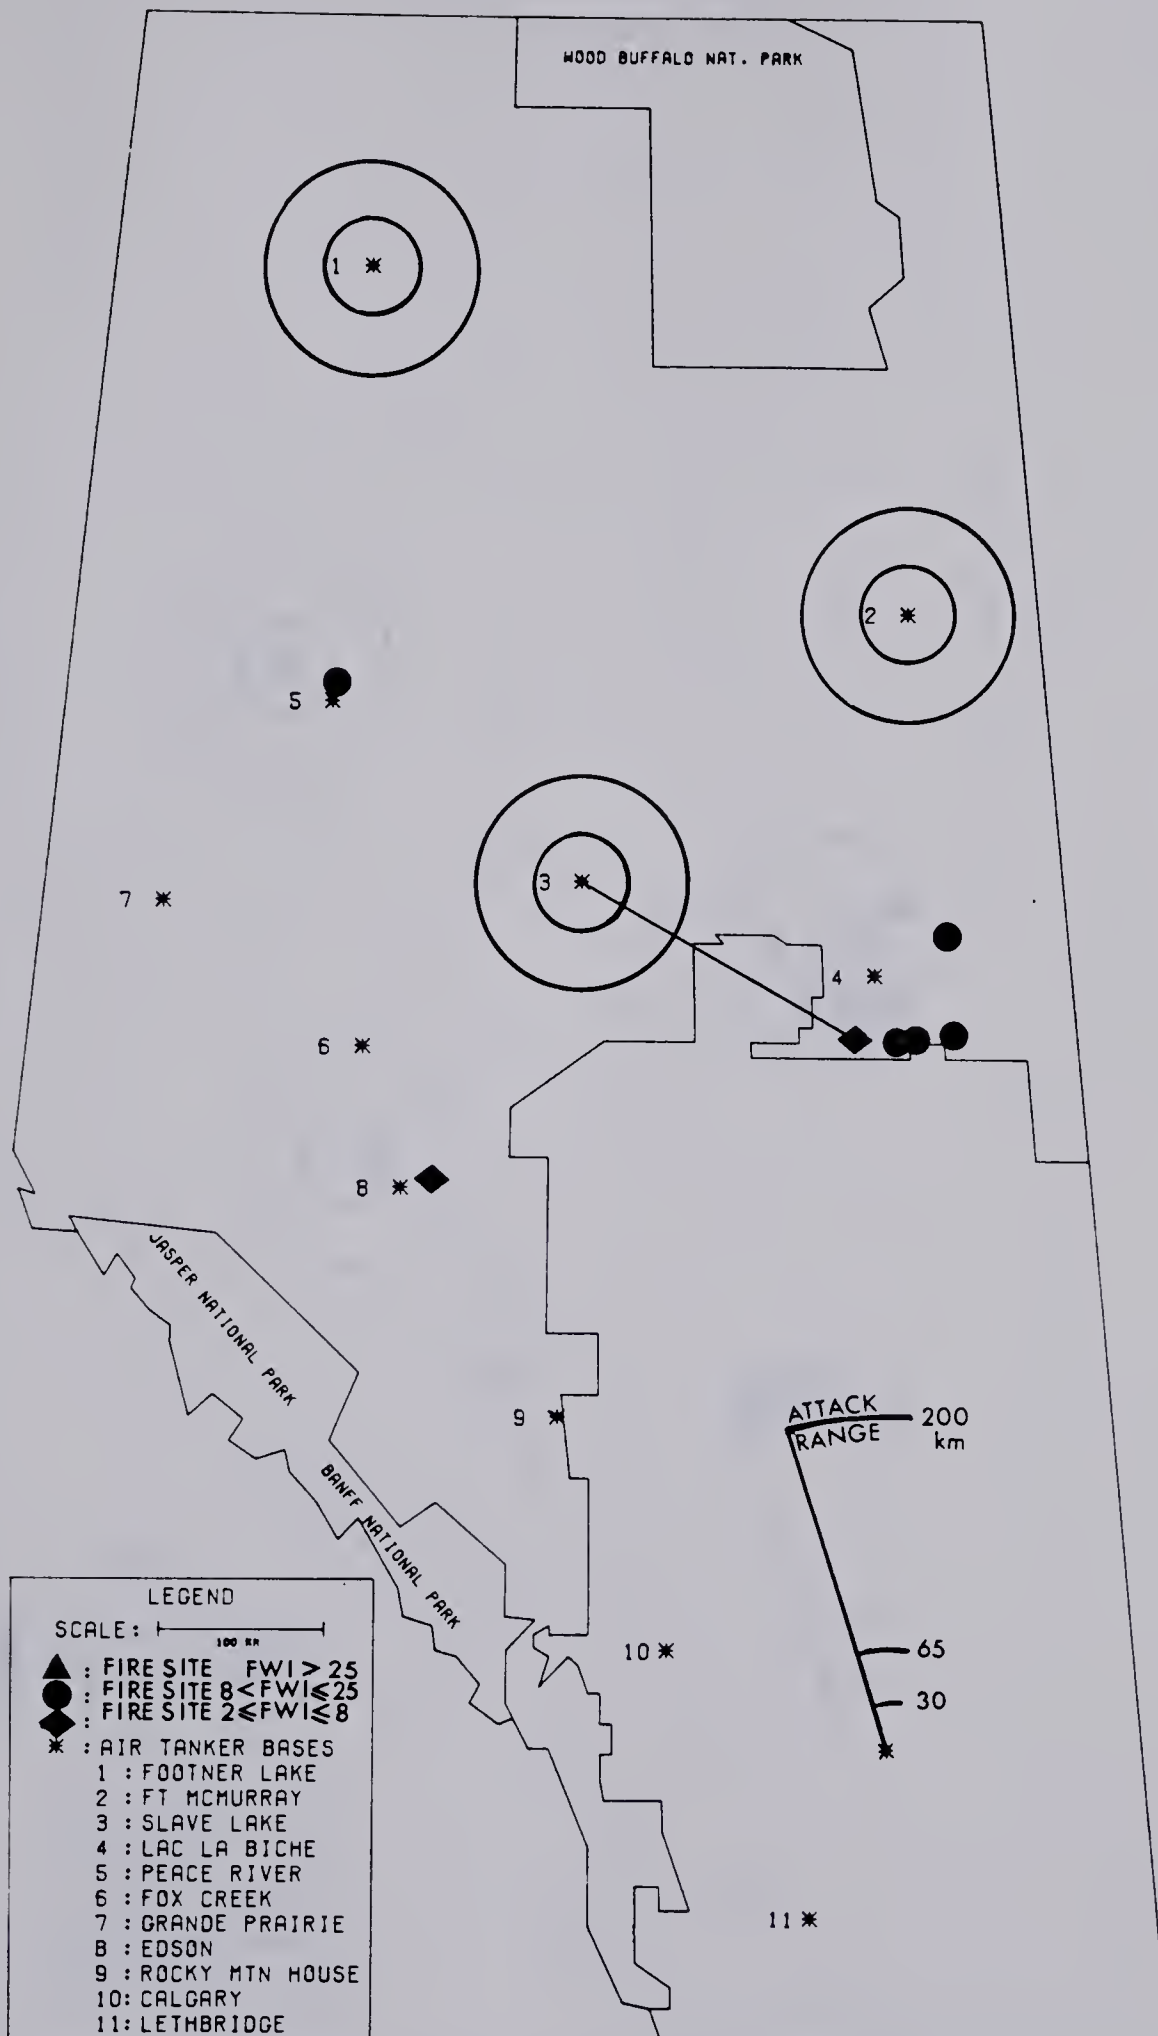 WOOD BUFFALO NAT. PARK
1
2
5
3
7
4
6
8
JASPER NATIONAL PARK
9
ATTACK
RANGE
200
km
BANFF NATIONAL PARK
10
65
30
11
LEGEND
SCALE:
100 KM
: FIRE SITE FWI > 25
: FIRE SITE 8 < FWI ⩽ 25
: FIRE SITE 2 ⩽ FWI ⩽ 8
: AIR TANKER BASES
1 : FOOTNER LAKE
2 : FT MCMURRAY
3 : SLAVE LAKE
4 : LAC LA BICHE
5 : PEACE RIVER
6 : FOX CREEK
7 : GRANDE PRAIRIE
8 : EDSON
9 : ROCKY MTN HOUSE
10: CALGARY
11: LETHBRIDGE